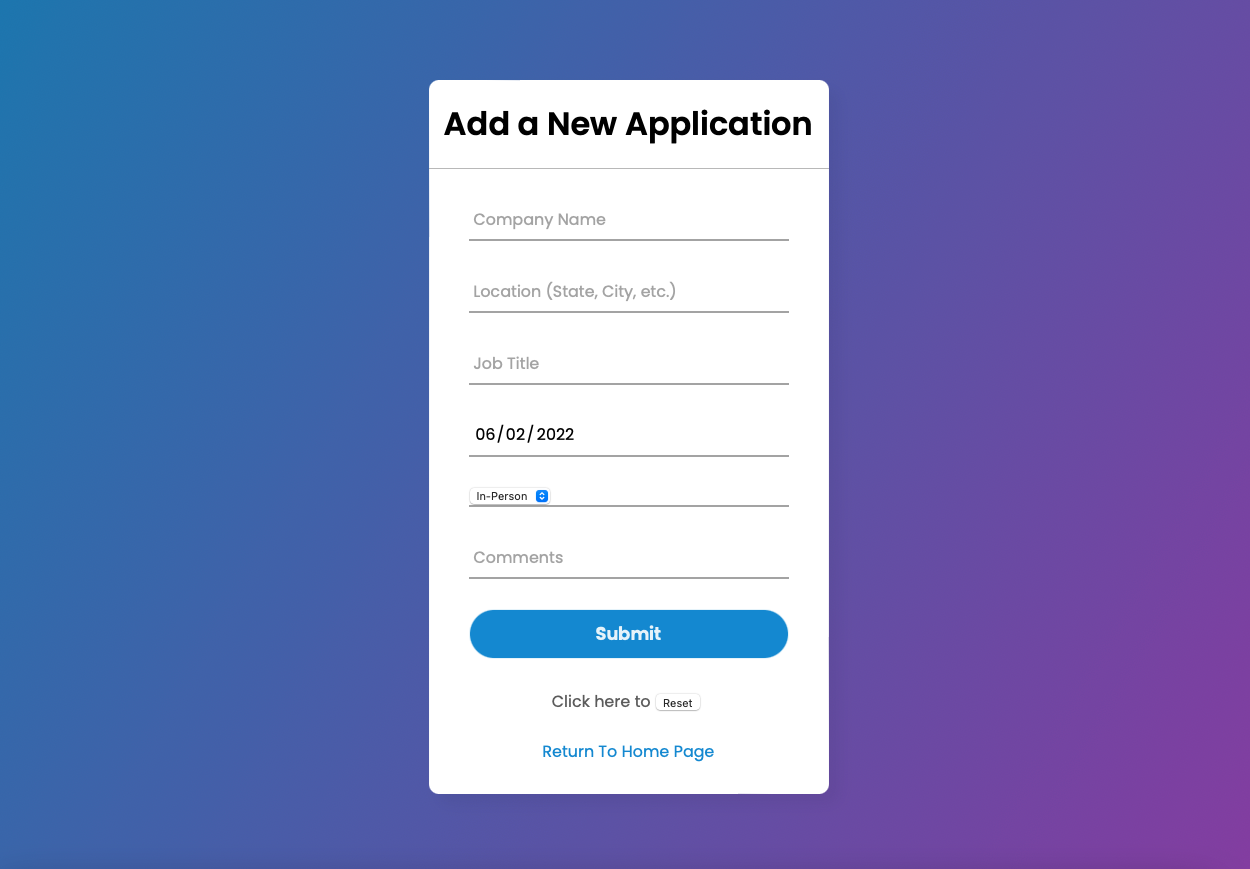 Add a New Application
Company Name
Location (State, City, etc.)
Job Title
06/02/2022
In-Person
Comments
Submit
Click here to Reset
Return To Home Page